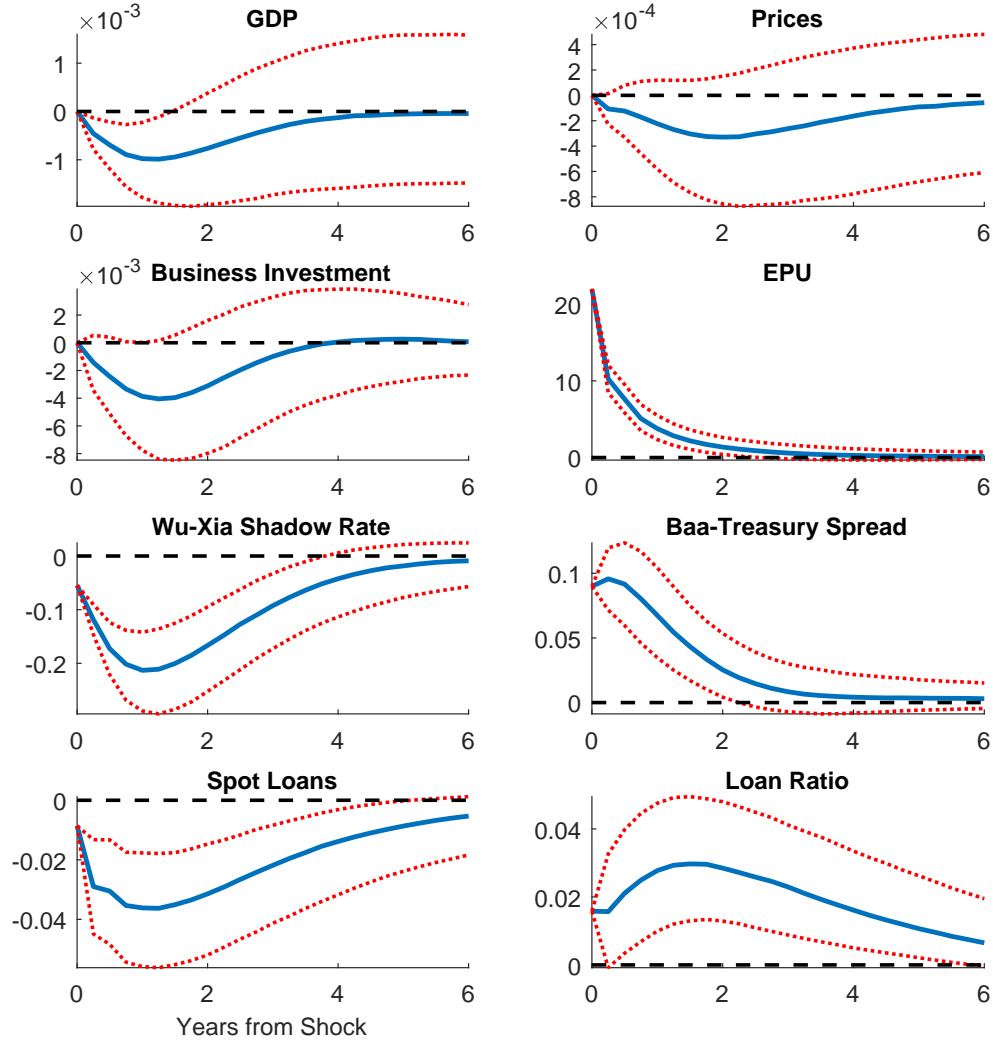 ×10⁻³
GDP
1
0
-1
0 2 4 6
×10⁻⁴
Prices
4
2
0
-2
-4
-6
-8
0 2 4 6
×10⁻³
Business Investment
2
0
-2
-4
-6
-8
0 2 4 6
EPU
20
10
0
0 2 4 6
Wu-Xia Shadow Rate
0
-0.1
-0.2
0 2 4 6
Baa-Treasury Spread
0.1
0.05
0
0 2 4 6
Spot Loans
0
-0.02
-0.04
0 2 4 6
Years from Shock
Loan Ratio
0.04
0.02
0
0 2 4 6